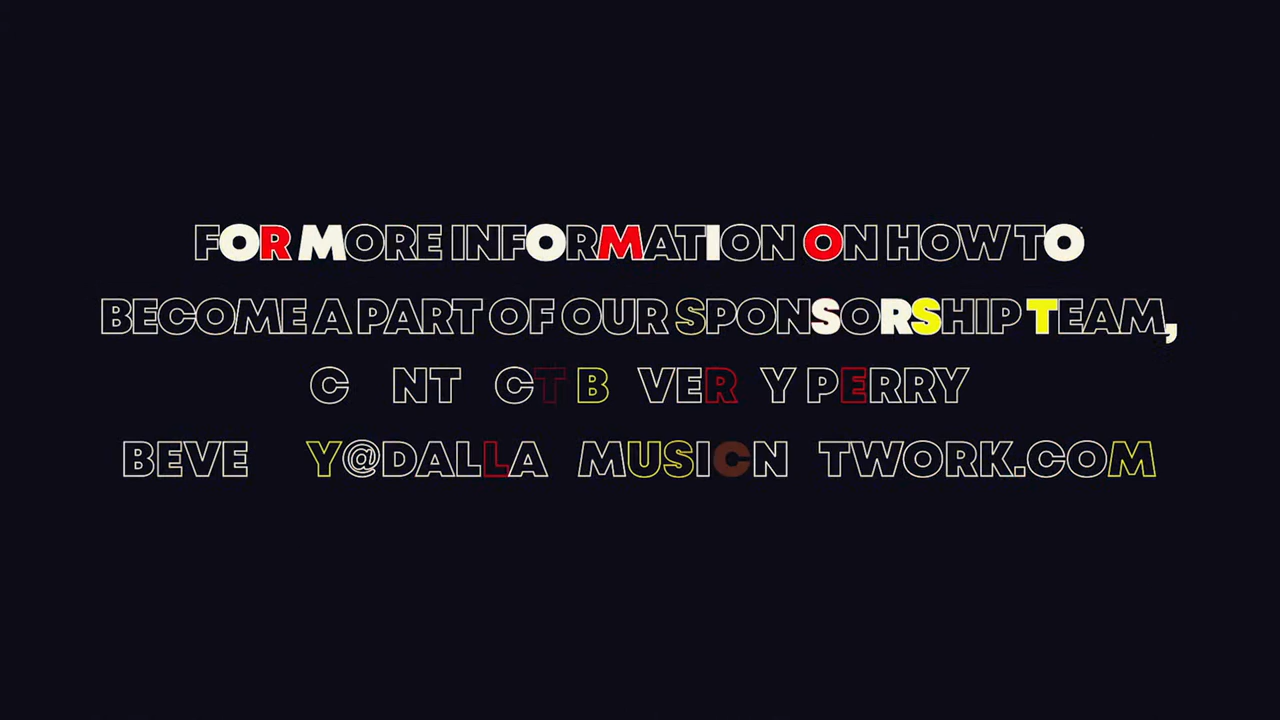 FOR MORE INFORMATION ON HOW TO
BECOME A PART OF OUR SPONSORSHIP TEAM,
C NT CT B VER Y PERRY
BEVE Y@DALLA MUSICN TWORK.COM